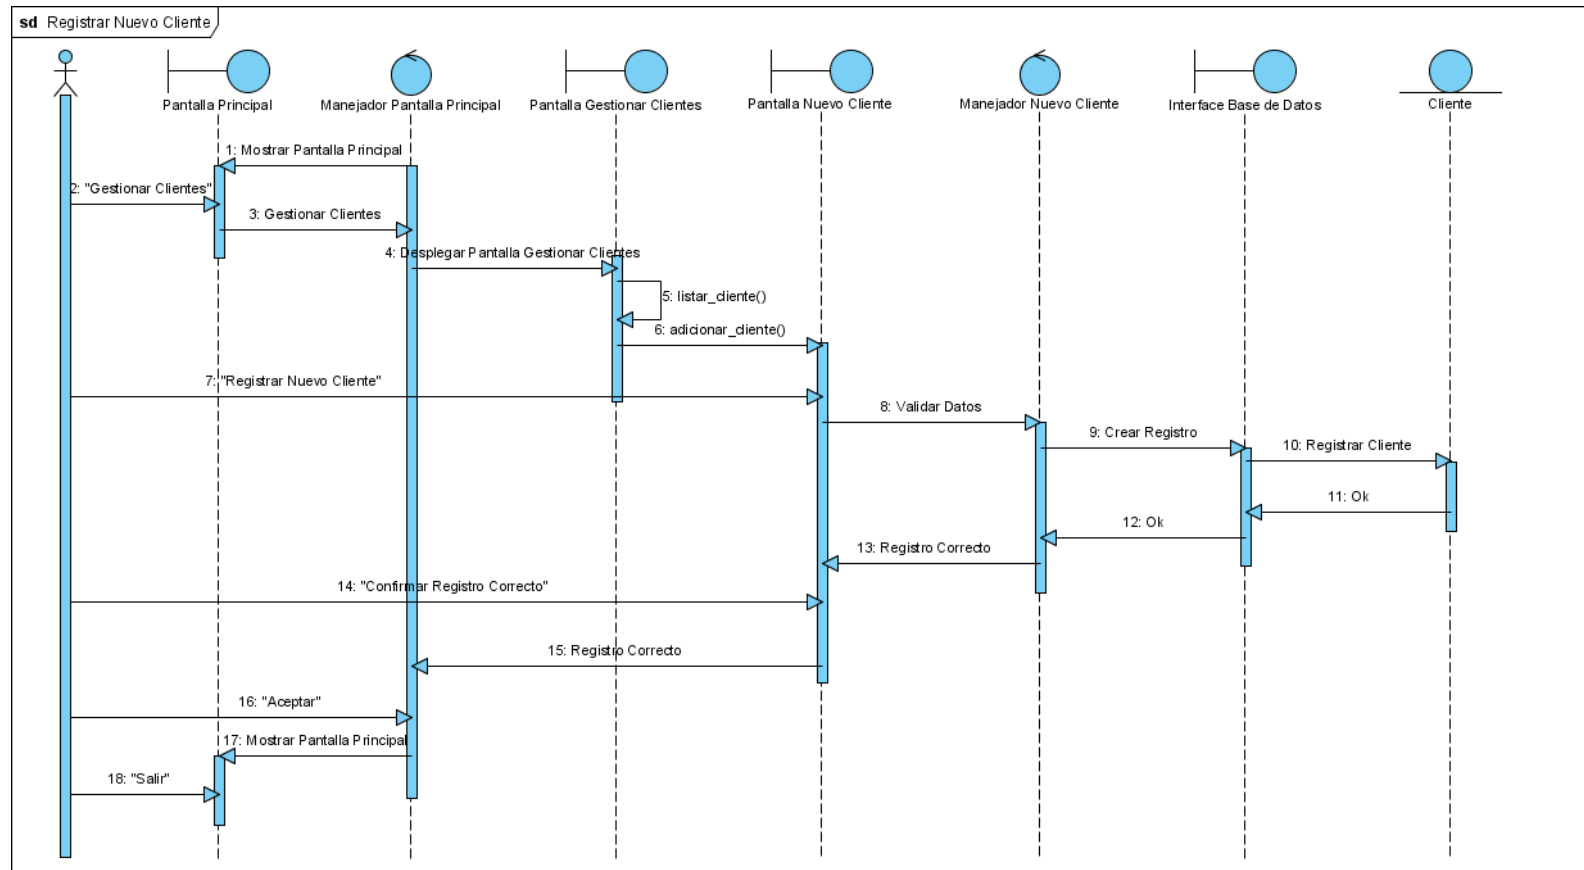 sd Registrar Nuevo Cliente
Pantalla Principal
Manejador Pantalla Principal
Pantalla Gestionar Clientes
Pantalla Nuevo Cliente
Manejador Nuevo Cliente
Interface Base de Datos
Cliente
1: Mostrar Pantalla Principal
2: "Gestionar Clientes"
3: Gestionar Clientes
4: Desplegar Pantalla Gestionar Clientes
5: listar_cliente()
6: adicionar_cliente()
7: "Registrar Nuevo Cliente"
8: Validar Datos
9: Crear Registro
10: Registrar Cliente
11: Ok
12: Ok
13: Registro Correcto
14: "Confirmar Registro Correcto"
15: Registro Correcto
16: "Aceptar"
17: Mostrar Pantalla Principal
18: "Salir"